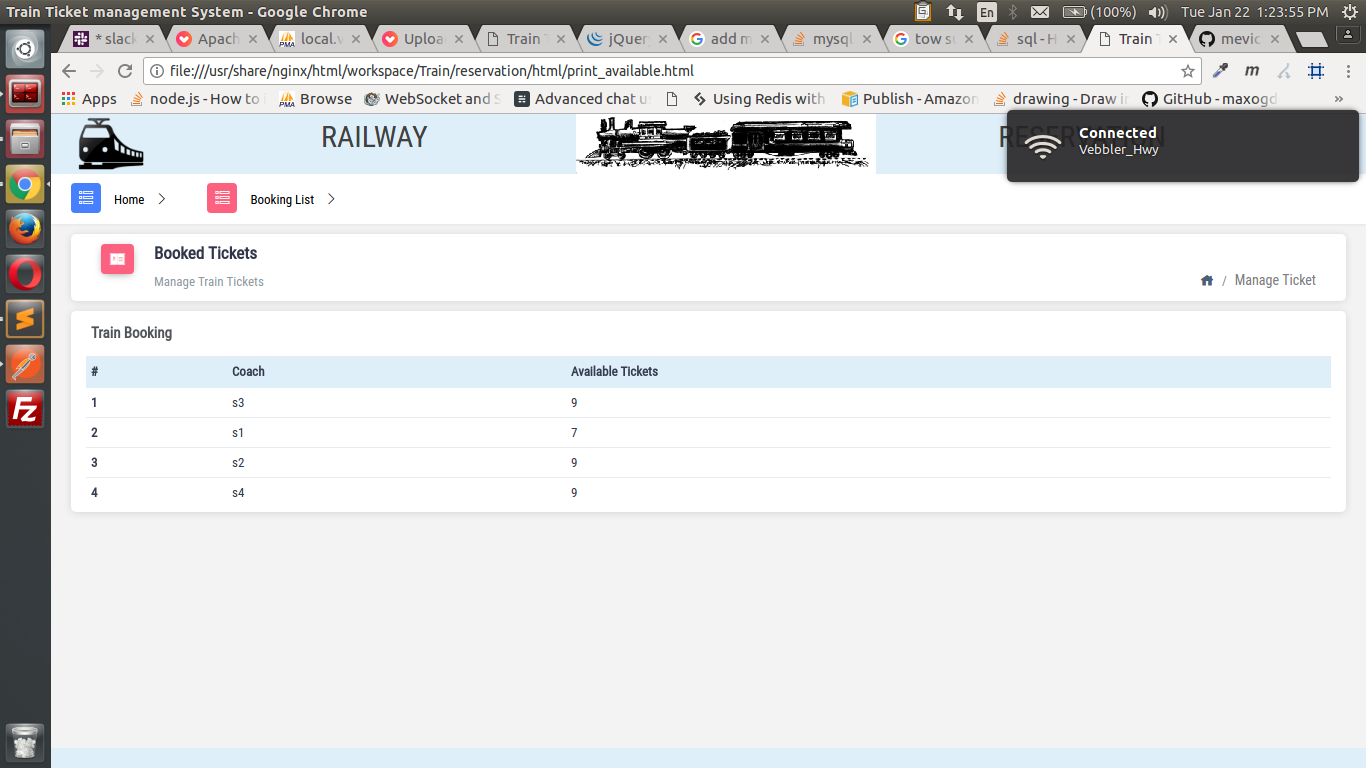 Train Ticket management System - Google Chrome
En
(100%)
Tue Jan 22 1:23:55 PM
* slac
Apach
local.v
Uploa
Train T
jQuer
add m
mysql
tow su
sql - H
Train T
mevic
file:///usr/share/nginx/html/workspace/Train/reservation/html/print_available.html
m
Apps
node.js - How to
Browse
WebSocket and S
Advanced chat u
Using Redis with
Publish - Amazon
drawing - Draw in
GitHub - maxogd
»
RAILWAY
Connected
Vebbler_Hwy
Home
Booking List
Booked Tickets
Manage Train Tickets
/ Manage Ticket
Train Booking
# Coach Available Tickets
1 s3 9
2 s1 7
3 s2 9
4 s4 9